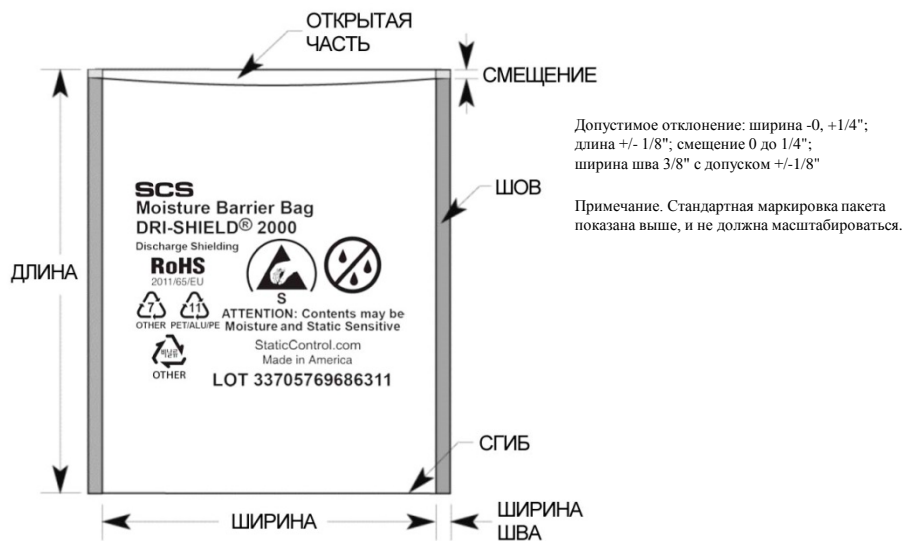 ОТКРЫТАЯ
ЧАСТЬ
СМЕЩЕНИЕ
Допустимое отклонение: ширина -0, +1/4";
длина +/- 1/8"; смещение 0 до 1/4";
ширина шва 3/8" с допуском +/-1/8"
ШОВ
Примечание. Стандартная маркировка пакета
показана выше, и не должна масштабироваться.
ДЛИНА
SCS
Moisture Barrier Bag
DRI-SHIELD® 2000
Discharge Shielding
RoHS
2011/65/EU
S
7
11
OTHER PET/ALU/PE
ATTENTION: Contents may be
Moisture and Static Sensitive
StaticControl.com
Made in America
OTHER
LOT 33705769686311
СГИБ
ШИРИНА
ШИРИНА
ШВА